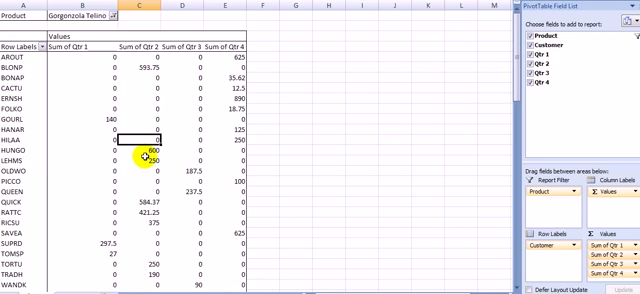 A B C D E F G H I J K L M
Product Gorgonzola Telino
Values
Row Labels Sum of Qtr 1 Sum of Qtr 2 Sum of Qtr 3 Sum of Qtr 4
AROUT 0 0 0 625
BLONP 0 593.75 0 0
BONAP 0 0 0 35.62
CACTU 0 0 0 12.5
ERNSH 0 0 0 890
FOLKO 0 0 0 18.75
GOURL 140 0 0 0
HANAR 0 0 0 125
HILAA 0 0 0 250
HUNGO 0 600 0 0
LEHMS 0 250 0 0
OLDWO 0 0 187.5 0
PICCO 0 0 0 100
QUEEN 0 0 237.5 0
QUICK 0 584.37 0 0
RATTC 0 421.25 0 0
RICSU 0 375 0 0
SAVEA 0 0 0 625
SUPRD 297.5 0 0 0
TOMSP 27 0 0 0
TORTU 0 250 0 0
TRADH 0 190 0 0
WANDK 0 0 90 0
PivotTable Field List
Choose fields to add to report:
Product
Customer
Qtr 1
Qtr 2
Qtr 3
Qtr 4
Drag fields between areas below:
Report Filter Column Labels
Product Σ Values
Row Labels Σ Values
Customer Sum of Qtr 1
Sum of Qtr 2
Sum of Qtr 3
Sum of Qtr 4
Defer Layout Update Update